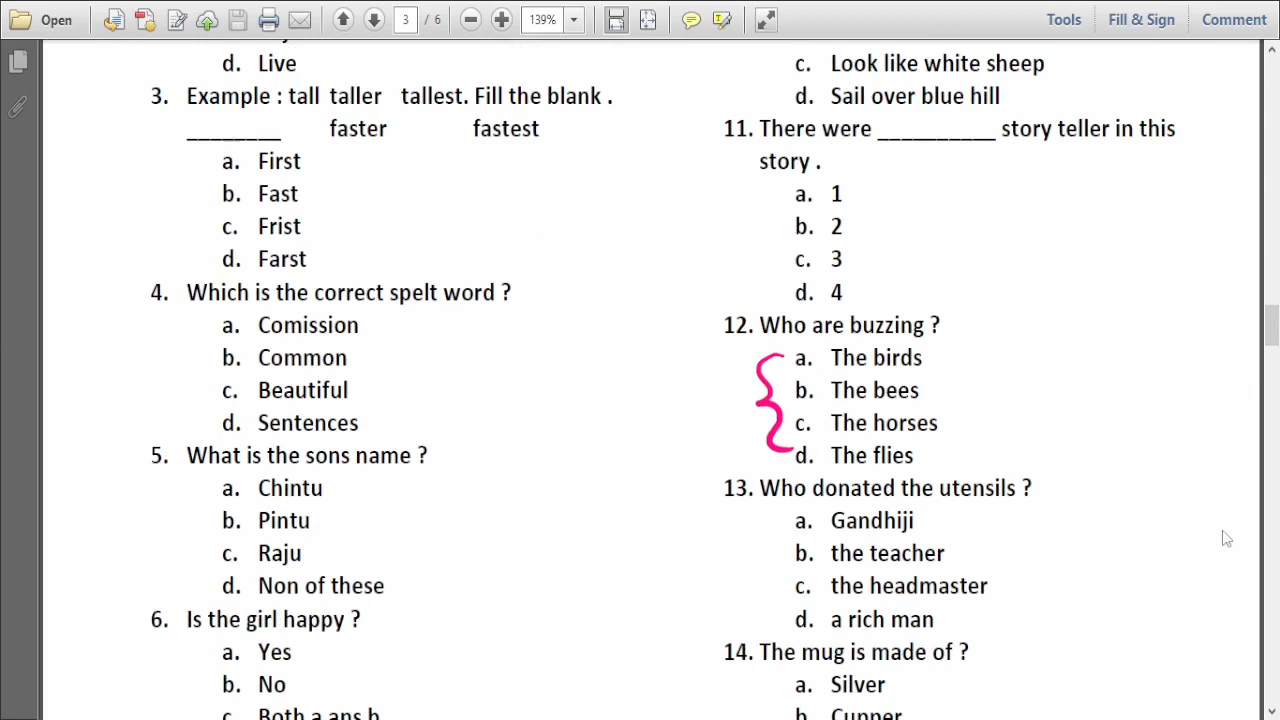 Open
3 / 6
139%
Tools
Fill & Sign
Comment
d. Live
3. Example : tall taller tallest. Fill the blank .
________ faster fastest
a. First
b. Fast
c. Frist
d. Farst
4. Which is the correct spelt word ?
a. Comission
b. Common
c. Beautiful
d. Sentences
5. What is the sons name ?
a. Chintu
b. Pintu
c. Raju
d. Non of these
6. Is the girl happy ?
a. Yes
b. No
c. Both a ans b
c. Look like white sheep
d. Sail over blue hill
11. There were __________ story teller in this
story .
a. 1
b. 2
c. 3
d. 4
12. Who are buzzing ?
a. The birds
b. The bees
c. The horses
d. The flies
13. Who donated the utensils ?
a. Gandhiji
b. the teacher
c. the headmaster
d. a rich man
14. The mug is made of ?
a. Silver
b. Cupper